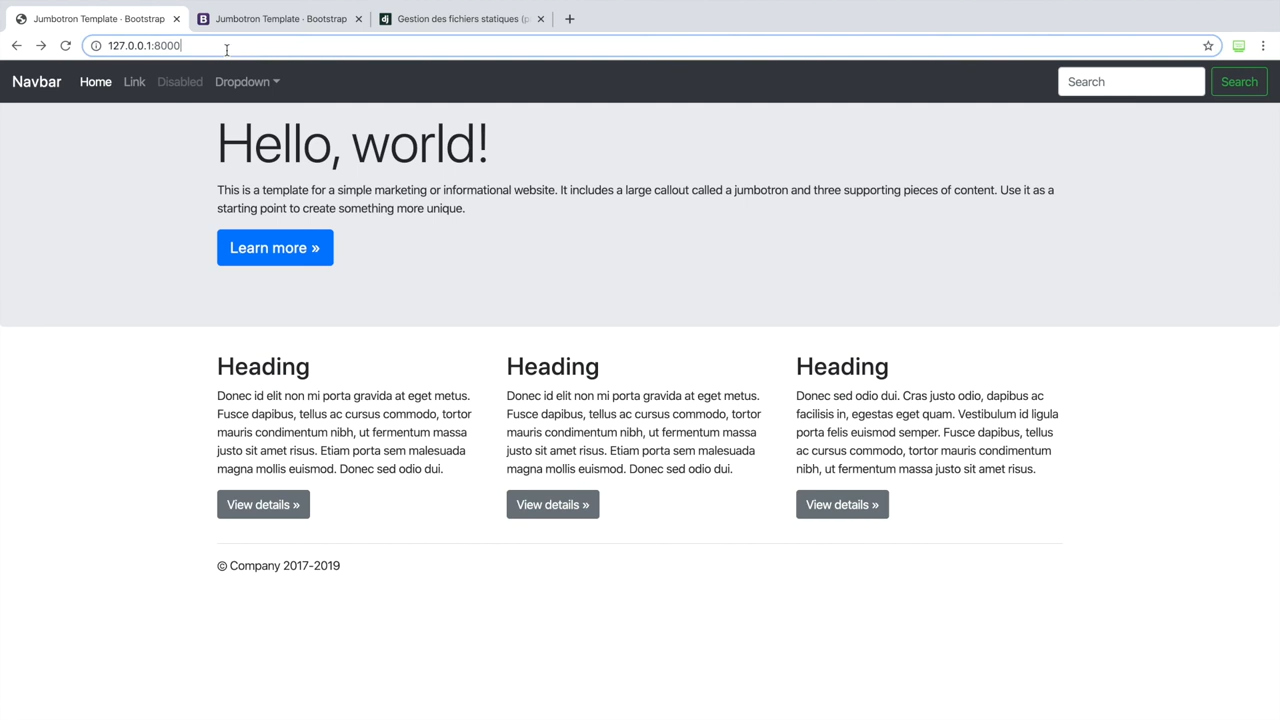 Jumbotron Template · Bootstrap
Jumbotron Template · Bootstrap
Gestion des fichiers statiques (p
127.0.0.1:8000
Navbar Home Link Disabled Dropdown Search Search
Hello, world!
This is a template for a simple marketing or informational website. It includes a large callout called a jumbotron and three supporting pieces of content. Use it as a
starting point to create something more unique.
Learn more »
Heading
Donec id elit non mi porta gravida at eget metus.
Fusce dapibus, tellus ac cursus commodo, tortor
mauris condimentum nibh, ut fermentum massa
justo sit amet risus. Etiam porta sem malesuada
magna mollis euismod. Donec sed odio dui.
View details »
Heading
Donec id elit non mi porta gravida at eget metus.
Fusce dapibus, tellus ac cursus commodo, tortor
mauris condimentum nibh, ut fermentum massa
justo sit amet risus. Etiam porta sem malesuada
magna mollis euismod. Donec sed odio dui.
View details »
Heading
Donec sed odio dui. Cras justo odio, dapibus ac
facilisis in, egestas eget quam. Vestibulum id ligula
porta felis euismod semper. Fusce dapibus, tellus
ac cursus commodo, tortor mauris condimentum
nibh, ut fermentum massa justo sit amet risus.
View details »
© Company 2017-2019